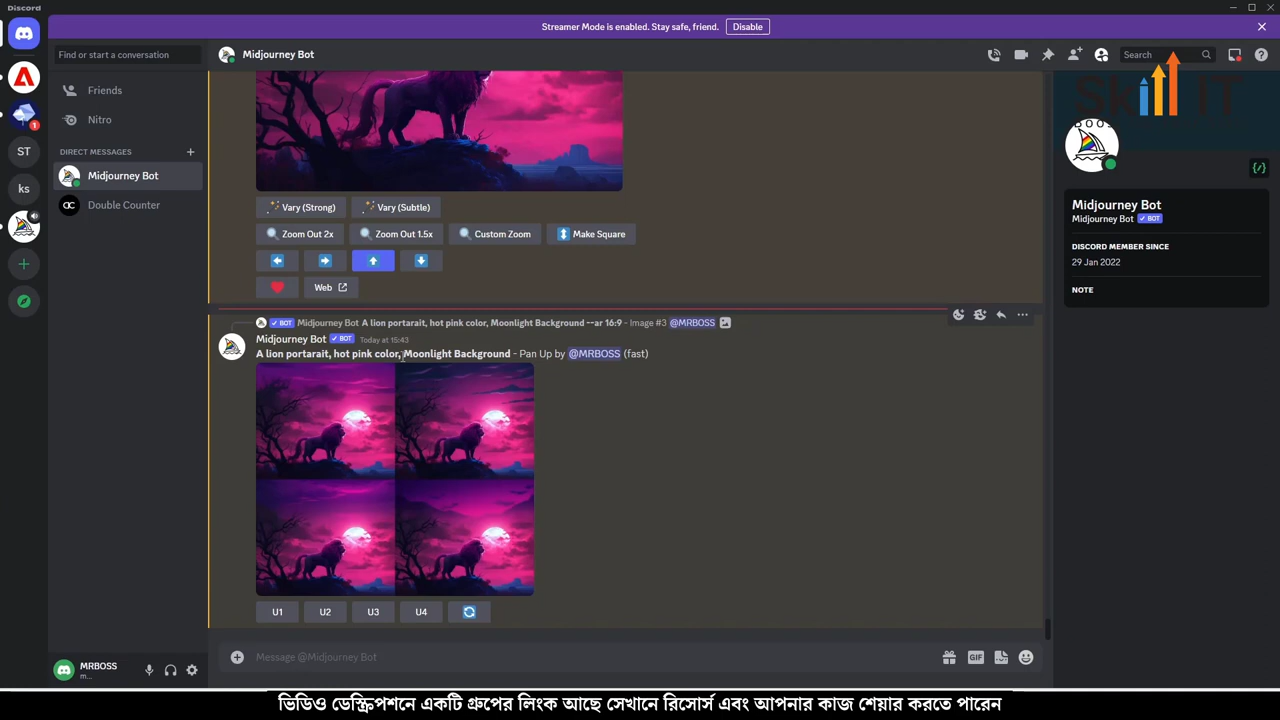 Discord
Streamer Mode is enabled. Stay safe, friend. Disable
Find or start a conversation
Midjourney Bot
Search
Skill IT
Friends
Nitro
DIRECT MESSAGES
Midjourney Bot
Double Counter
ST
ks
1
Vary (Strong) Vary (Subtle)
Zoom Out 2x Zoom Out 1.5x Custom Zoom Make Square
Web
BOT Midjourney Bot A lion portarait, hot pink color, Moonlight Background --ar 16:9 - Image #3 @MRBOSS
Midjourney Bot BOT Today at 15:43
A lion portarait, hot pink color, Moonlight Background - Pan Up by @MRBOSS (fast)
U1 U2 U3 U4
Message @Midjourney Bot
GIF
MRBOSS
m...
Midjourney Bot
Midjourney Bot BOT
DISCORD MEMBER SINCE
29 Jan 2022
NOTE
ভিডিও ডেস্ক্রিপশনে একটি গ্রুপের লিংক আছে সেখানে রিসোর্স এবং আপনার কাজ শেয়ার করতে পারেন